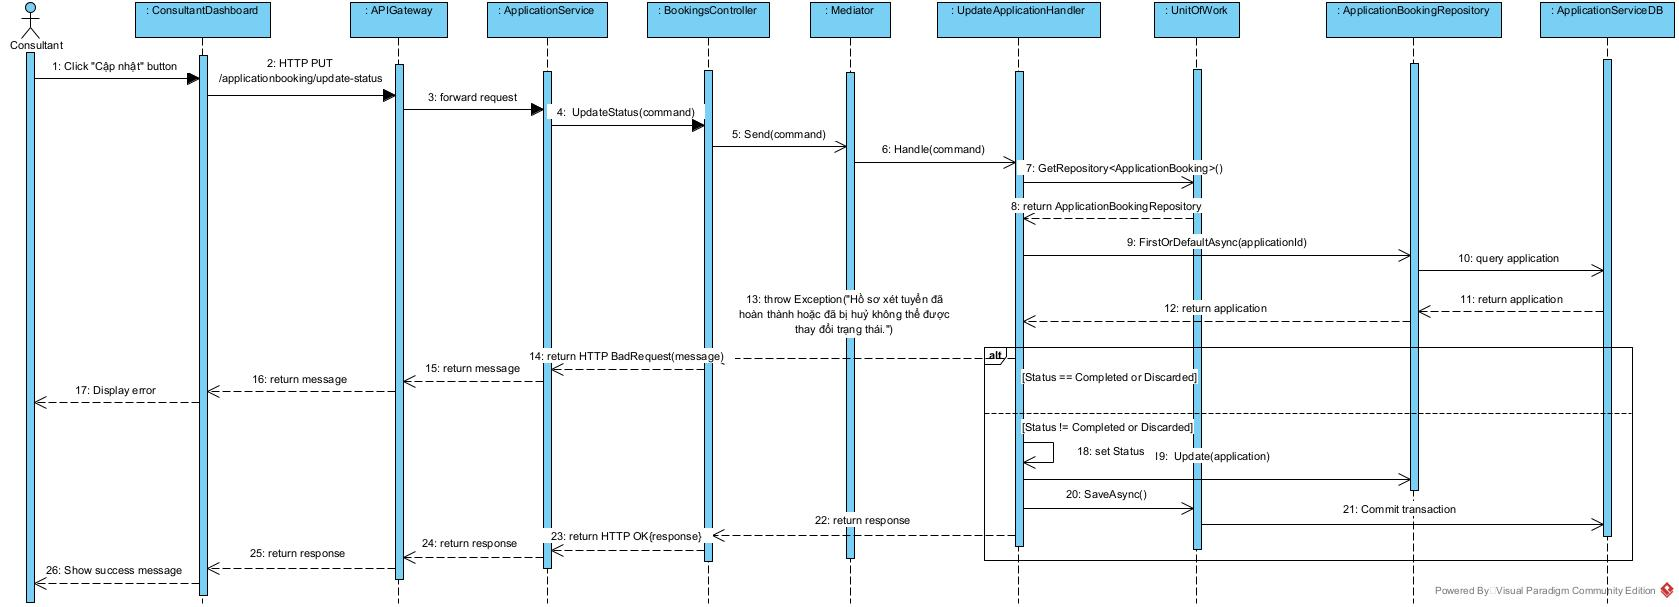 : ConsultantDashboard
: APIGateway
: ApplicationService
: BookingsController
: Mediator
: UpdateApplicationHandler
: UnitOfWork
: ApplicationBookingRepository
: ApplicationServiceDB
Consultant
1: Click "Cập nhật" button
2: HTTP PUT
/applicationbooking/update-status
3: forward request
4: UpdateStatus(command)
5: Send(command)
6: Handle(command)
7: GetRepository<ApplicationBooking>()
8: return ApplicationBookingRepository
9: FirstOrDefaultAsync(applicationId)
10: query application
11: return application
12: return application
13: throw Exception("Hồ sơ xét tuyển đã
hoàn thành hoặc đã bị huỷ không thể được
thay đổi trạng thái.")
alt
14: return HTTP BadRequest(message)
15: return message
16: return message
17: Display error
[Status == Completed or Discarded]
[Status != Completed or Discarded]
18: set Status
19: Update(application)
20: SaveAsync()
21: Commit transaction
22: return response
23: return HTTP OK{response}
24: return response
25: return response
26: Show success message
Powered By Visual Paradigm Community Edition